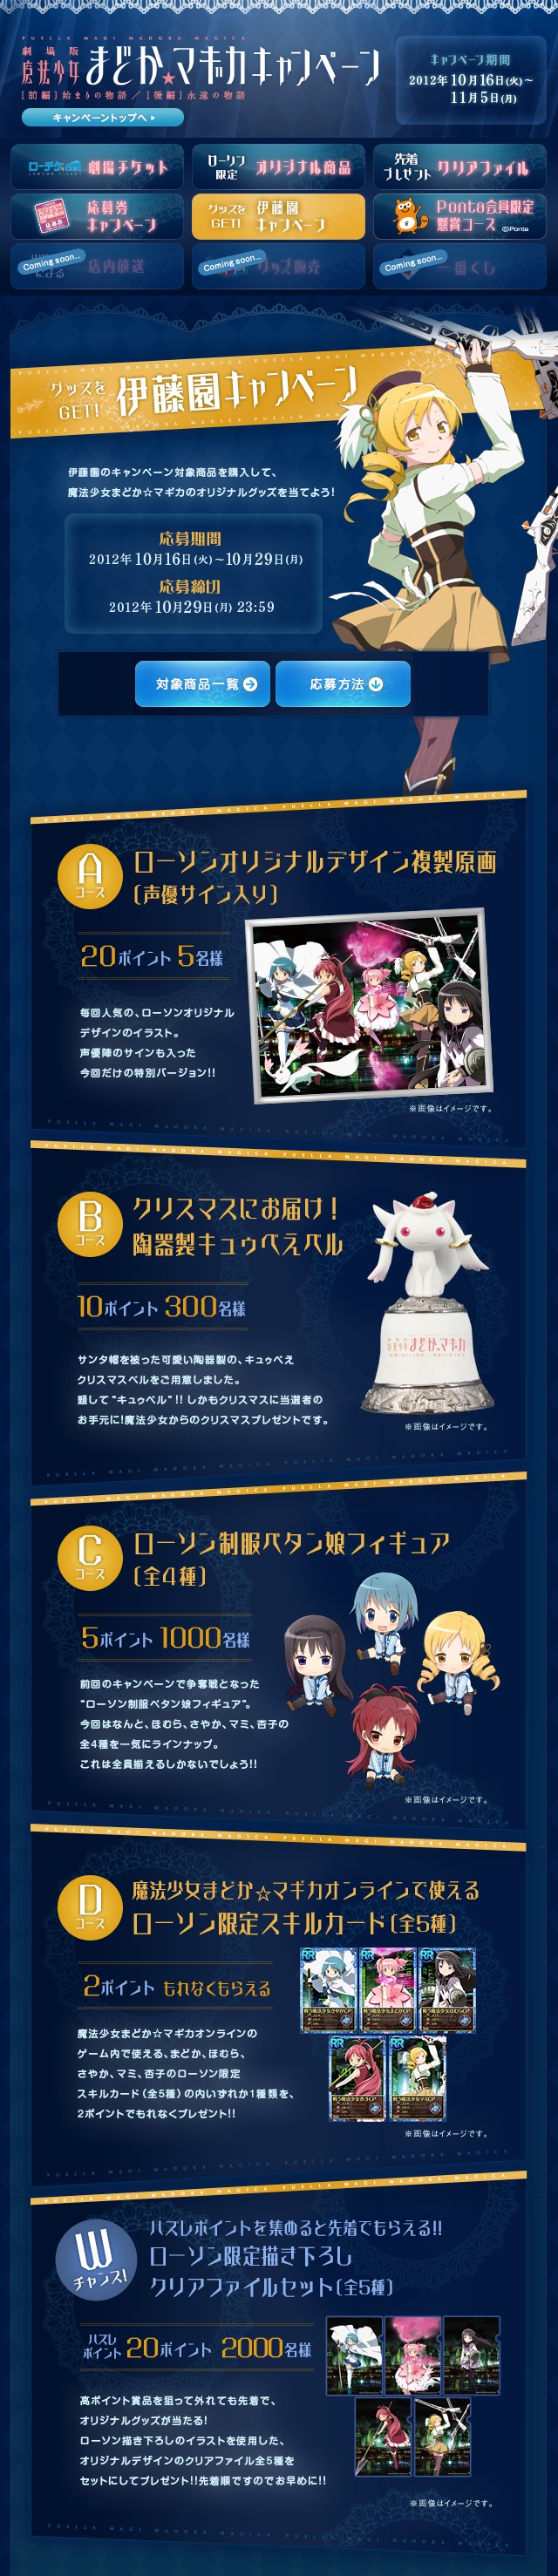 PUELLA MAGI MADOKA MAGICA
劇場版
魔法少女まどか★マギカキャンペーン
[前編]始まりの物語／[後編]永遠の物語
キャンペーントップへ
キャンペーン期間
2012年10月16日(火)～
11月5日(月)
ローチケ 劇場チケット
ローソン限定 オリジナル商品
先着プレゼント クリアファイル
応募券キャンペーン
グッズをGET! 伊藤園キャンペーン
Ponta会員限定懸賞コース ©Ponta
Coming soon... 店内放送
Coming soon... グッズ販売
Coming soon... 一番くじ
グッズをGET! 伊藤園キャンペーン
伊藤園のキャンペーン対象商品を購入して、
魔法少女まどか☆マギカのオリジナルグッズを当てよう!
応募期間
2012年10月16日(火)～10月29日(月)
応募締切
2012年10月29日(月) 23:59
対象商品一覧
応募方法
PUELLA MAGI MADOKA MAGICA
Aコース
ローソンオリジナルデザイン複製原画
(声優サイン入り)
20ポイント 5名様
毎回人気の、ローソンオリジナル
デザインのイラスト。
声優陣のサインも入った
今回だけの特別バージョン!!
※画像はイメージです。
PUELLA MAGI MADOKA MAGICA
Bコース
クリスマスにお届け!
陶器製キュゥべえベル
10ポイント 300名様
サンタ帽を被った可愛い陶器製の、キュゥべえ
クリスマスベルをご用意しました。
題して“キュゥベル”!! しかもクリスマスに当選者の
お手元に!魔法少女からのクリスマスプレゼントです。
魔法少女まどか★マギカ
※画像はイメージです。
PUELLA MAGI MADOKA MAGICA
Cコース
ローソン制服ペタン娘フィギュア
(全4種)
5ポイント 1000名様
前回のキャンペーンで争奪戦となった
“ローソン制服ペタン娘フィギュア”。
今回はなんと、ほむら、さやか、マミ、杏子の
全4種を一気にラインナップ。
これは全員揃えるしかないでしょう!!
※画像はイメージです。
PUELLA MAGI MADOKA MAGICA
Dコース
魔法少女まどか☆マギカオンラインで使える
ローソン限定スキルカード(全5種)
2ポイント もれなくもらえる
魔法少女まどか☆マギカオンラインの
ゲーム内で使える、まどか、ほむら、
さやか、マミ、杏子のローソン限定
スキルカード(全5種)の内いずれか1種類を、
2ポイントでもれなくプレゼント!!
RR
RR
RR
RR
RR
※画像はイメージです。
PUELLA MAGI MADOKA MAGICA
Wチャンス!
ハズレポイントを集めると先着でもらえる!!
ローソン限定描き下ろし
クリアファイルセット(全5種)
ハズレポイント 20ポイント 2000名様
高ポイント賞品を狙って外れても先着で、
オリジナルグッズが当たる!
ローソン描き下ろしのイラストを使用した、
オリジナルデザインのクリアファイル全5種を
セットにしてプレゼント!!先着順ですのでお早めに!!
※画像はイメージです。